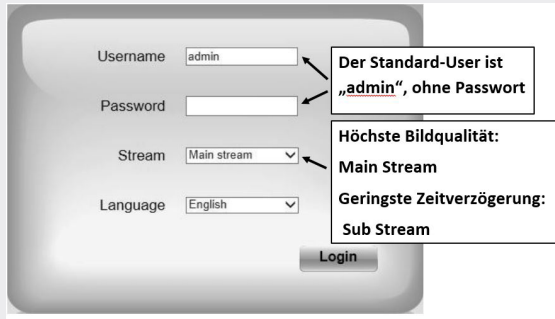 Username admin
Password
Stream Main stream
Language English
Login
Der Standard-User ist
„admin“, ohne Passwort
Höchste Bildqualität:
Main Stream
Geringste Zeitverzögerung:
Sub Stream